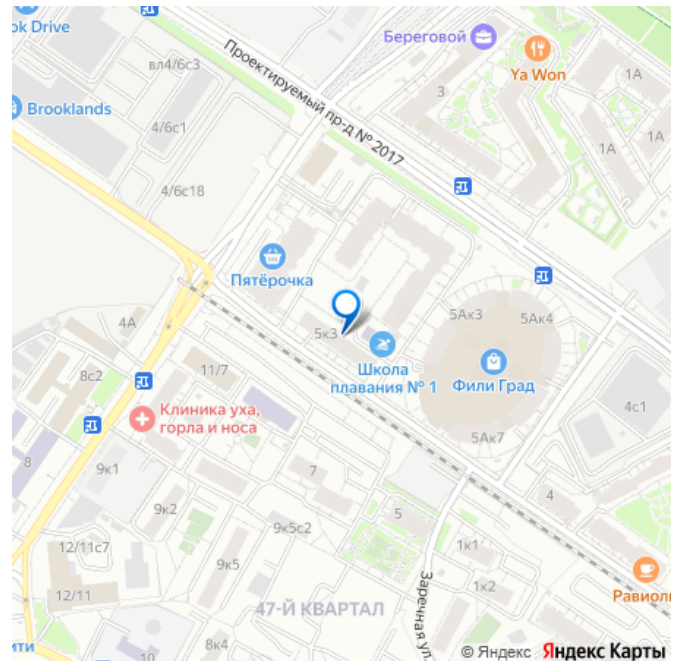 ok Drive
Береговой
Ya Won
вл4/6с3
3
1А
Brooklands
Проектируемый пр-д № 2017
1А
4/6с1
1А
4/6с18
Пятёрочка
5к3
5Ак3
5Ак4
4А
Школа
плавания № 1
Фили Град
8с2
11/7
Клиника уха,
горла и носа
4с1
5Ак7
8
9к1
7
4
9к2
5
9к5с2
12/11с7
1к1
9к5
1к2
12/11
Равиоли
47-Й КВАРТАЛ
Заречная ул.
ити
10
8к4
© Яндекс Яндекс Карты